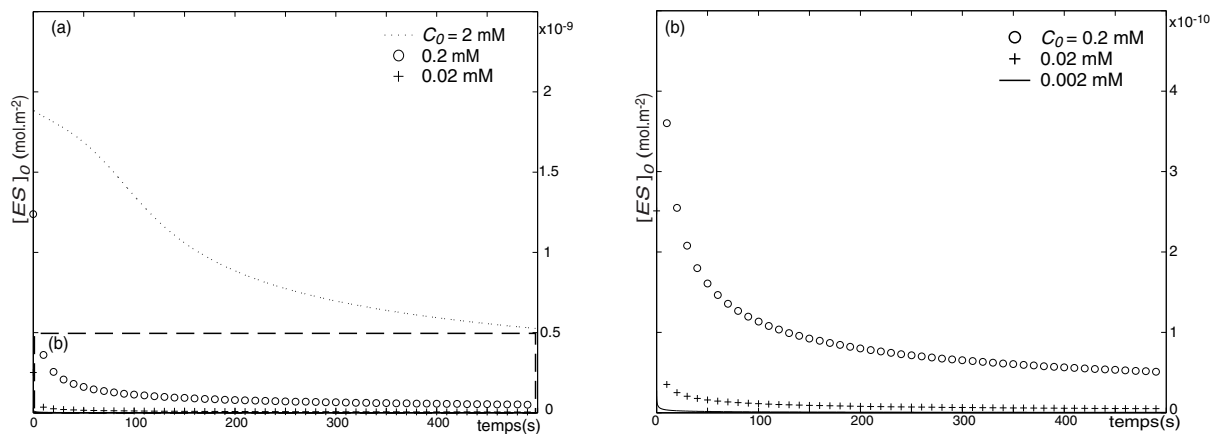 (a)
x10-9
C0 = 2 mM
0.2 mM
0.02 mM
[ES]0 (mol.m-2)
2
1.5
1
0.5
(b)
0
0 100 200 300 400
temps(s)
(b)
x10-10
C0 = 0.2 mM
0.02 mM
0.002 mM
[ES]0 (mol.m-2)
4
3
2
1
0
0 100 200 300 400
temps(s)